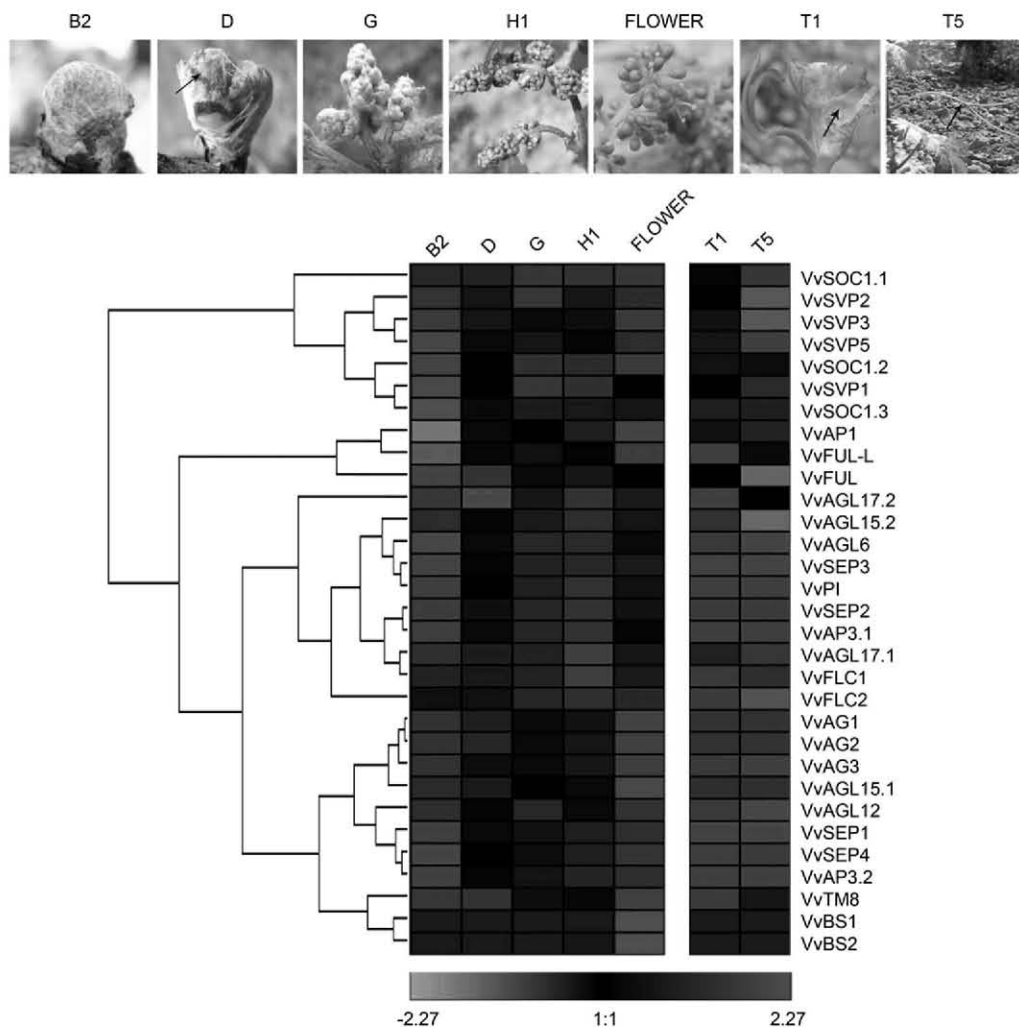 B2 D G H1 FLOWER T1 T5
B2 D G H1 FLOWER T1 T5
VvSOC1.1
VvSVP2
VvSVP3
VvSVP5
VvSOC1.2
VvSVP1
VvSOC1.3
VvAP1
VvFUL-L
VvFUL
VvAGL17.2
VvAGL15.2
VvAGL6
VvSEP3
VvPI
VvSEP2
VvAP3.1
VvAGL17.1
VvFLC1
VvFLC2
VvAG1
VvAG2
VvAG3
VvAGL15.1
VvAGL12
VvSEP1
VvSEP4
VvAP3.2
VvTM8
VvBS1
VvBS2
-2.27 1:1 2.27